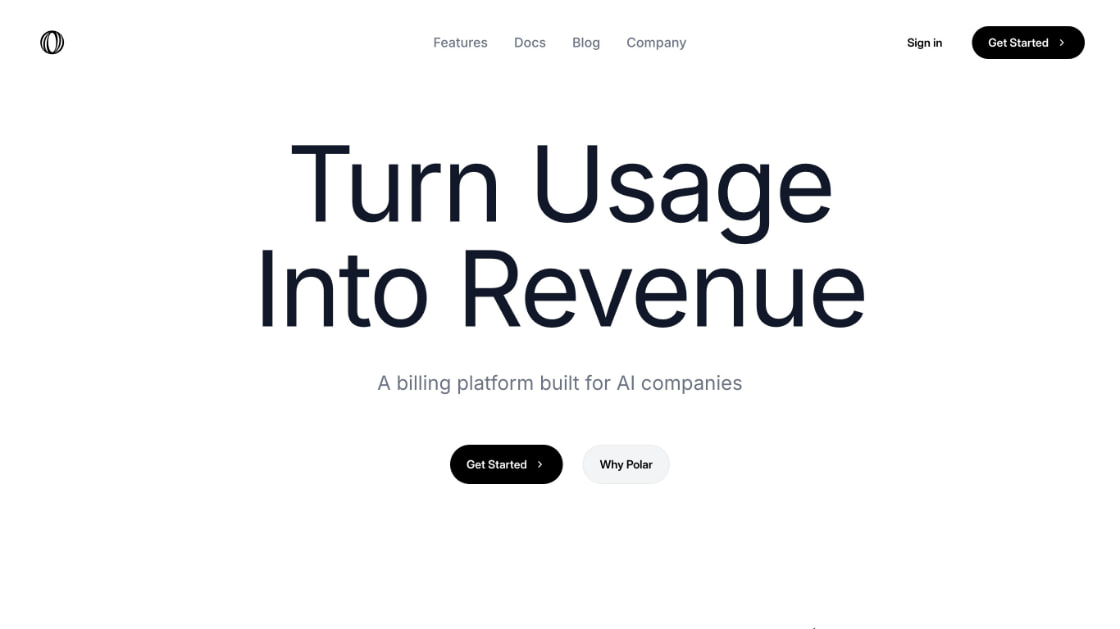 Features
Docs
Blog
Company
Sign in
Get Started
Turn Usage
Into Revenue
A billing platform built for AI companies
Get Started
Why Polar